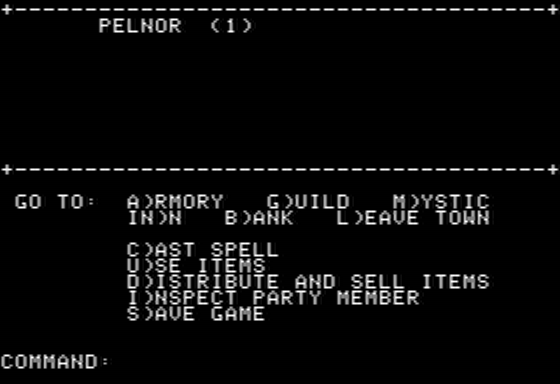 PELNOR (1)
GO TO: A)RMORY G)UILD M)YSTIC
IN)N B)ANK L)EAVE TOWN
C)AST SPELL
U)SE ITEMS
D)ISTRIBUTE AND SELL ITEMS
I)NSPECT PARTY MEMBER
S)AVE GAME
COMMAND: